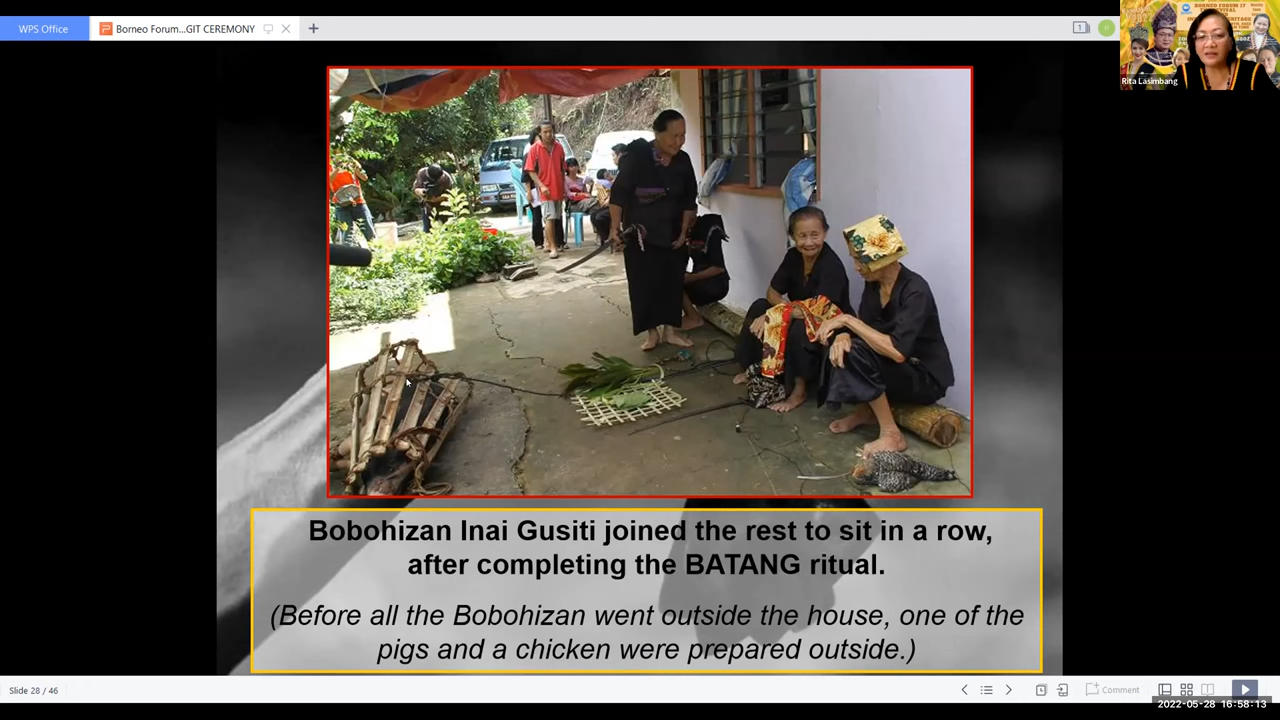 WPS Office
Borneo Forum...GIT CEREMONY
Rita Lasimbang
Bobohizan Inai Gusiti joined the rest to sit in a row,
after completing the BATANG ritual.
(Before all the Bobohizan went outside the house, one of the
pigs and a chicken were prepared outside.)
Slide 28 / 46
Comment
2022-05-28 16:58:13